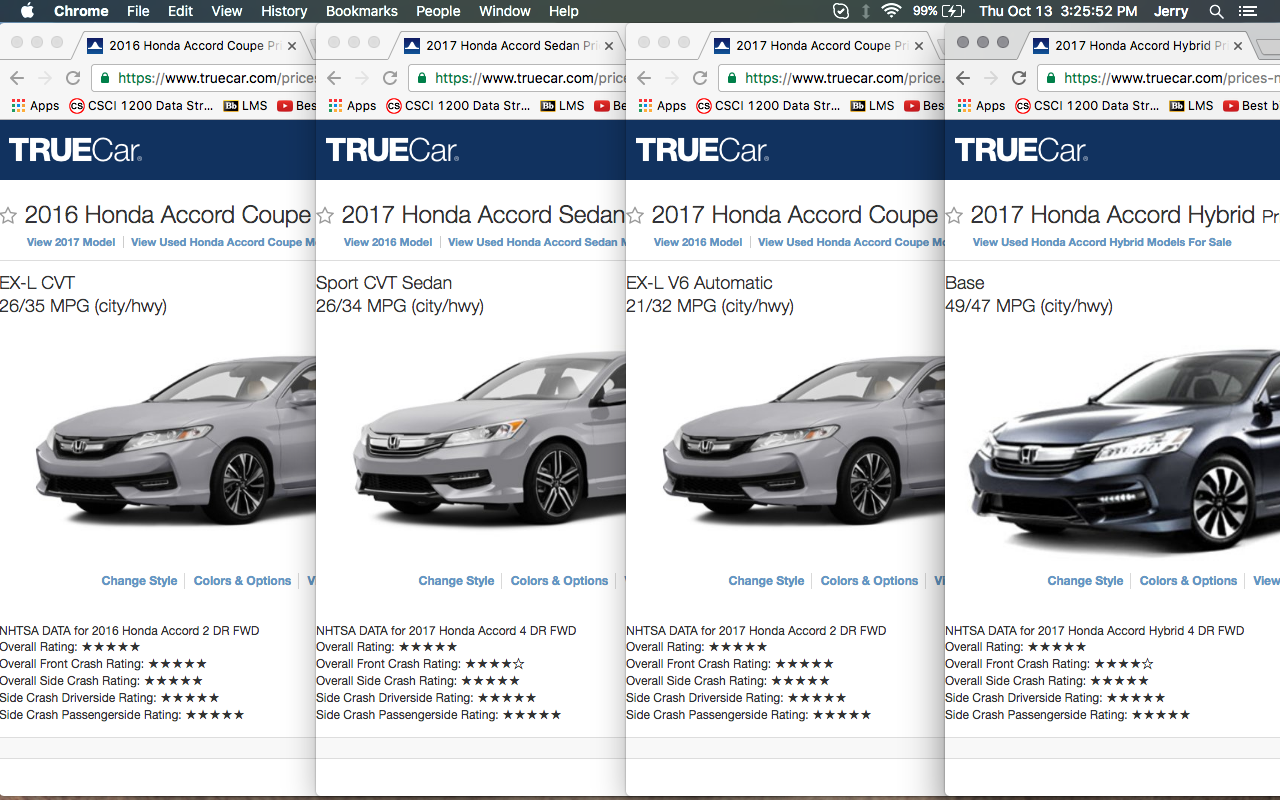 Chrome File Edit View History Bookmarks People Window Help 99% Thu Oct 13 3:25:52 PM Jerry
2016 Honda Accord Coupe Pri
https://www.truecar.com/prices
Apps CSCI 1200 Data Str... Bb LMS Bes
TRUECar®
2016 Honda Accord Coupe
View 2017 Model View Used Honda Accord Coupe Mo
EX-L CVT
26/35 MPG (city/hwy)
Change Style Colors & Options V
NHTSA DATA for 2016 Honda Accord 2 DR FWD
Overall Rating: ★★★★★
Overall Front Crash Rating: ★★★★★
Overall Side Crash Rating: ★★★★★
Side Crash Driverside Rating: ★★★★★
Side Crash Passengerside Rating: ★★★★★
2017 Honda Accord Sedan Pri
https://www.truecar.com/pric
Apps CSCI 1200 Data Str... Bb LMS Be
TRUECar®
2017 Honda Accord Sedan
View 2016 Model View Used Honda Accord Sedan M
Sport CVT Sedan
26/34 MPG (city/hwy)
Change Style Colors & Options
NHTSA DATA for 2017 Honda Accord 4 DR FWD
Overall Rating: ★★★★★
Overall Front Crash Rating: ★★★★☆
Overall Side Crash Rating: ★★★★★
Side Crash Driverside Rating: ★★★★★
Side Crash Passengerside Rating: ★★★★★
2017 Honda Accord Coupe Pri
https://www.truecar.com/price
Apps CSCI 1200 Data Str... Bb LMS Bes
TRUECar®
2017 Honda Accord Coupe
View 2016 Model View Used Honda Accord Coupe Mo
EX-L V6 Automatic
21/32 MPG (city/hwy)
Change Style Colors & Options Vi
NHTSA DATA for 2017 Honda Accord 2 DR FWD
Overall Rating: ★★★★★
Overall Front Crash Rating: ★★★★★
Overall Side Crash Rating: ★★★★★
Side Crash Driverside Rating: ★★★★★
Side Crash Passengerside Rating: ★★★★★
2017 Honda Accord Hybrid Pri
https://www.truecar.com/prices-n
Apps CSCI 1200 Data Str... Bb LMS Best b
TRUECar®
2017 Honda Accord Hybrid Pr
View Used Honda Accord Hybrid Models For Sale
Base
49/47 MPG (city/hwy)
Change Style Colors & Options View
NHTSA DATA for 2017 Honda Accord Hybrid 4 DR FWD
Overall Rating: ★★★★★
Overall Front Crash Rating: ★★★★☆
Overall Side Crash Rating: ★★★★★
Side Crash Driverside Rating: ★★★★★
Side Crash Passengerside Rating: ★★★★★